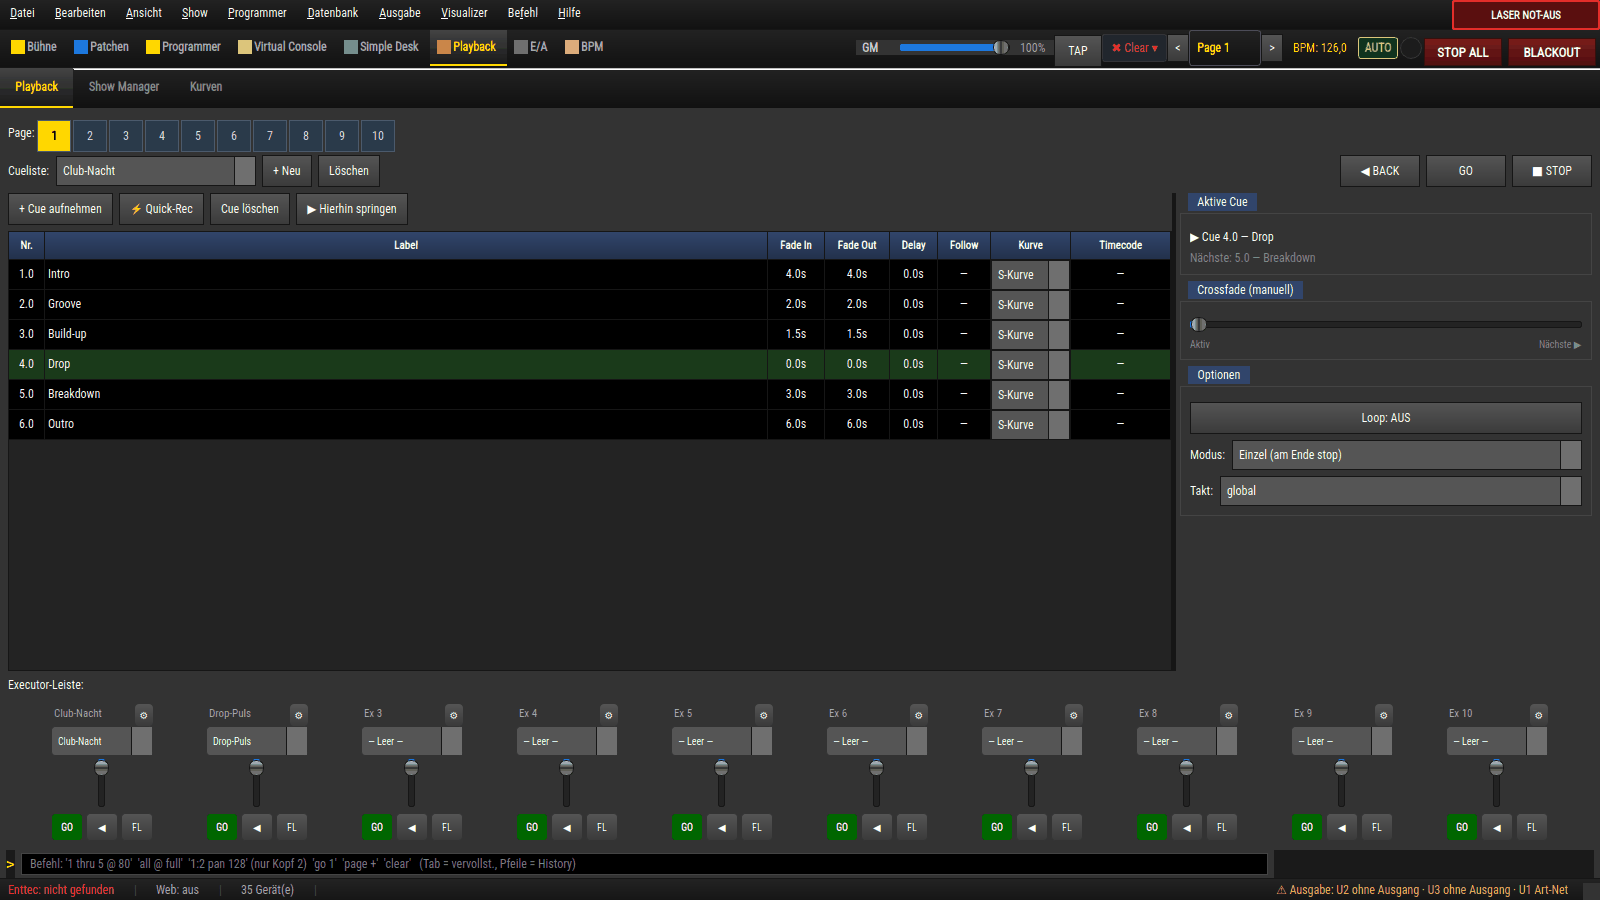 Datei Bearbeiten Ansicht Show Programmer Datenbank Ausgabe Visualizer Befehl Hilfe
LASER NOT-AUS
Bühne Patchen Programmer Virtual Console Simple Desk Playback E/A BPM
GM 100% TAP ✖ Clear ▾ < Page 1 > BPM: 126,0 AUTO STOP ALL BLACKOUT
Playback Show Manager Kurven
Page: 1 2 3 4 5 6 7 8 9 10
Cueliste: Club-Nacht + Neu Löschen ◀ BACK GO ■ STOP
+ Cue aufnehmen ⚡ Quick-Rec Cue löschen ▶ Hierhin springen
Nr. Label Fade In Fade Out Delay Follow Kurve Timecode
1.0 Intro 4.0s 4.0s 0.0s – S-Kurve –
2.0 Groove 2.0s 2.0s 0.0s – S-Kurve –
3.0 Build-up 1.5s 1.5s 0.0s – S-Kurve –
4.0 Drop 0.0s 0.0s 0.0s – S-Kurve –
5.0 Breakdown 3.0s 3.0s 0.0s – S-Kurve –
6.0 Outro 6.0s 6.0s 0.0s – S-Kurve –
Aktive Cue
▶ Cue 4.0 – Drop
Nächste: 5.0 – Breakdown
Crossfade (manuell)
Aktiv Nächste ▶
Optionen
Loop: AUS
Modus: Einzel (am Ende stop)
Takt: global
Executor-Leiste:
Club-Nacht ⚙ Drop-Puls ⚙ Ex 3 ⚙ Ex 4 ⚙ Ex 5 ⚙ Ex 6 ⚙ Ex 7 ⚙ Ex 8 ⚙ Ex 9 ⚙ Ex 10 ⚙
Club-Nacht Drop-Puls – Leer – – Leer – – Leer – – Leer – – Leer – – Leer – – Leer – – Leer –
GO ◀ FL GO ◀ FL GO ◀ FL GO ◀ FL GO ◀ FL GO ◀ FL GO ◀ FL GO ◀ FL GO ◀ FL GO ◀ FL
> Befehl: '1 thru 5 @ 80' 'all @ full' '1:2 pan 128' (nur Kopf 2) 'go 1' 'page +' 'clear' (Tab = vervollst., Pfeile = History)
Enttec: nicht gefunden Web: aus 35 Gerät(e) ⚠ Ausgabe: U2 ohne Ausgang · U3 ohne Ausgang · U1 Art-Net